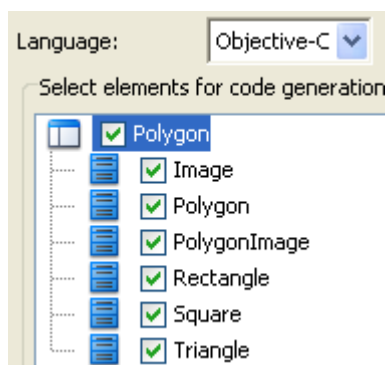 Language: Objective-C
Select elements for code generation
Polygon
Image
Polygon
PolygonImage
Rectangle
Square
Triangle